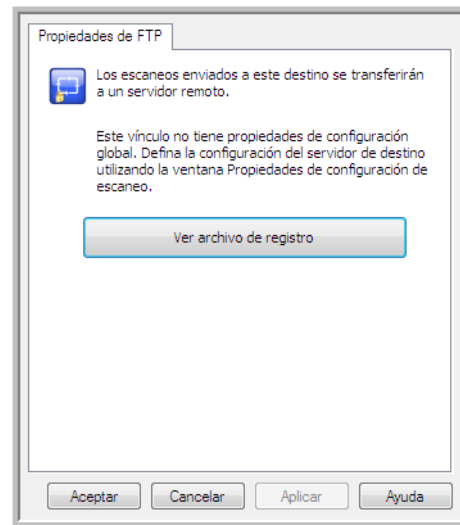 Propiedades de FTP
Los escaneos enviados a este destino se transferirán
a un servidor remoto.
Este vínculo no tiene propiedades de configuración
global. Defina la configuración del servidor de destino
utilizando la ventana Propiedades de configuración de
escaneo.
Ver archivo de registro
Aceptar Cancelar Aplicar Ayuda